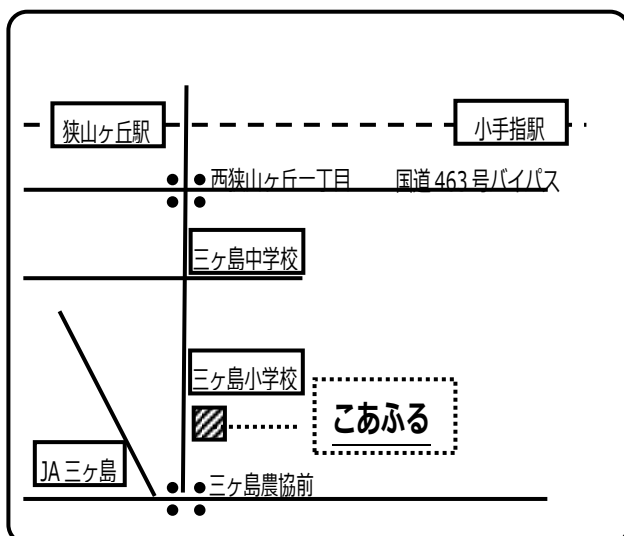 狭山ヶ丘駅
小手指駅
西狭山ヶ丘一丁目
国道 463 号バイパス
三ヶ島中学校
三ヶ島小学校
こあふる
JA 三ヶ島
三ヶ島農協前